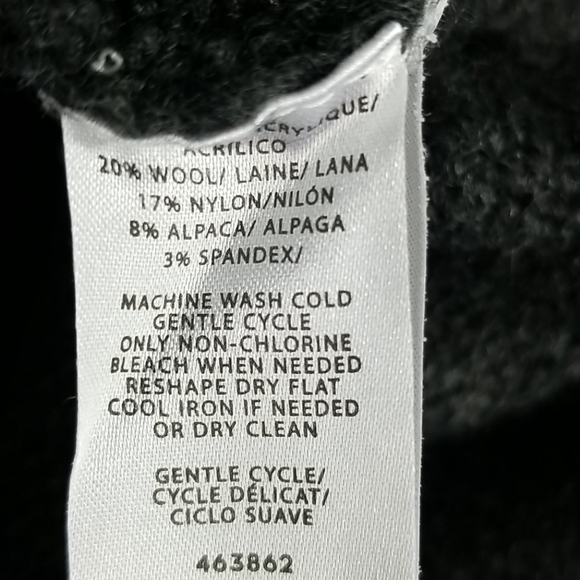 ACRILICO
20% WOOL/ LAINE/ LANA
17% NYLON/NILÓN
8% ALPACA/ ALPAGA
3% SPANDEX/
MACHINE WASH COLD
GENTLE CYCLE
ONLY NON-CHLORINE
BLEACH WHEN NEEDED
RESHAPE DRY FLAT
COOL IRON IF NEEDED
OR DRY CLEAN
GENTLE CYCLE/
CYCLE DÉLICAT/
CICLO SUAVE
463862